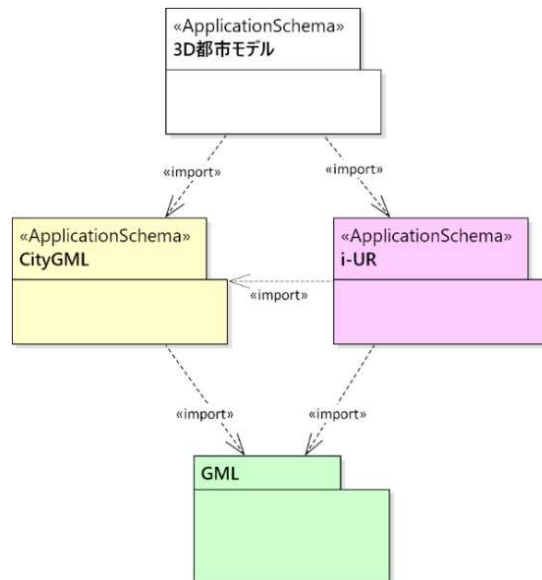 «ApplicationSchema»
3D都市モデル
«import»
«import»
«ApplicationSchema»
CityGML
«ApplicationSchema»
i-UR
«import»
«import»
«import»
GML